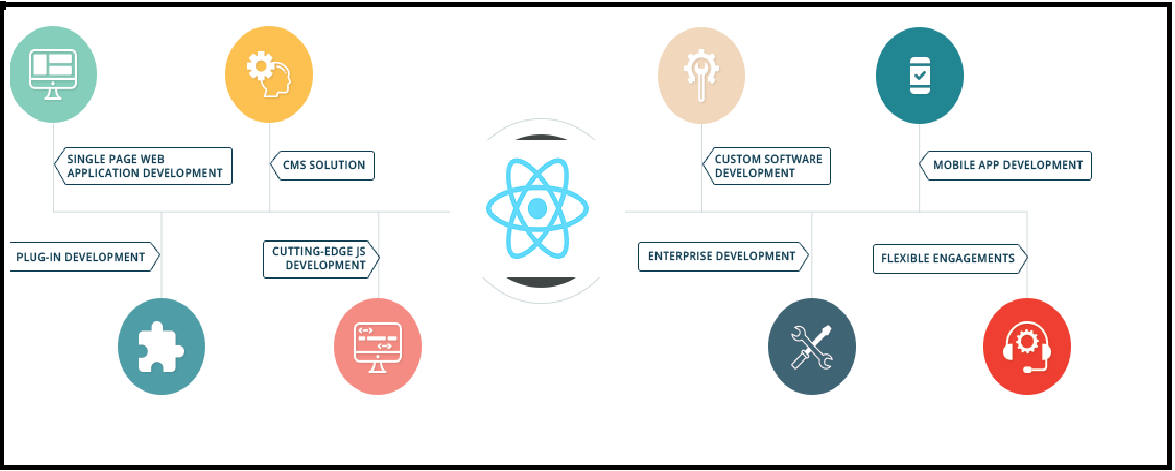 SINGLE PAGE WEB
APPLICATION DEVELOPMENT
CMS SOLUTION
CUSTOM SOFTWARE
DEVELOPMENT
MOBILE APP DEVELOPMENT
PLUG-IN DEVELOPMENT
CUTTING-EDGE JS
DEVELOPMENT
ENTERPRISE DEVELOPMENT
FLEXIBLE ENGAGEMENTS